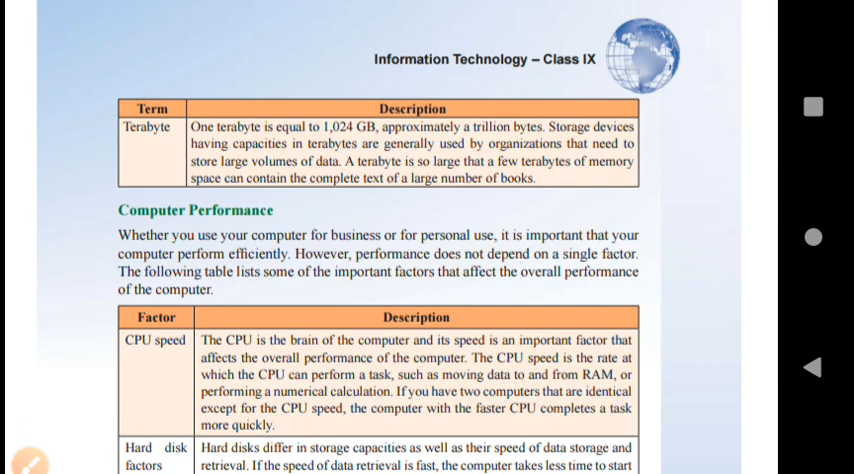 Information Technology – Class IX
Term Description
Terabyte One terabyte is equal to 1,024 GB, approximately a trillion bytes. Storage devices
having capacities in terabytes are generally used by organizations that need to
store large volumes of data. A terabyte is so large that a few terabytes of memory
space can contain the complete text of a large number of books.
Computer Performance
Whether you use your computer for business or for personal use, it is important that your
computer perform efficiently. However, performance does not depend on a single factor.
The following table lists some of the important factors that affect the overall performance
of the computer.
Factor Description
CPU speed The CPU is the brain of the computer and its speed is an important factor that
affects the overall performance of the computer. The CPU speed is the rate at
which the CPU can perform a task, such as moving data to and from RAM, or
performing a numerical calculation. If you have two computers that are identical
except for the CPU speed, the computer with the faster CPU completes a task
more quickly.
Hard disk Hard disks differ in storage capacities as well as their speed of data storage and
factors retrieval. If the speed of data retrieval is fast, the computer takes less time to start